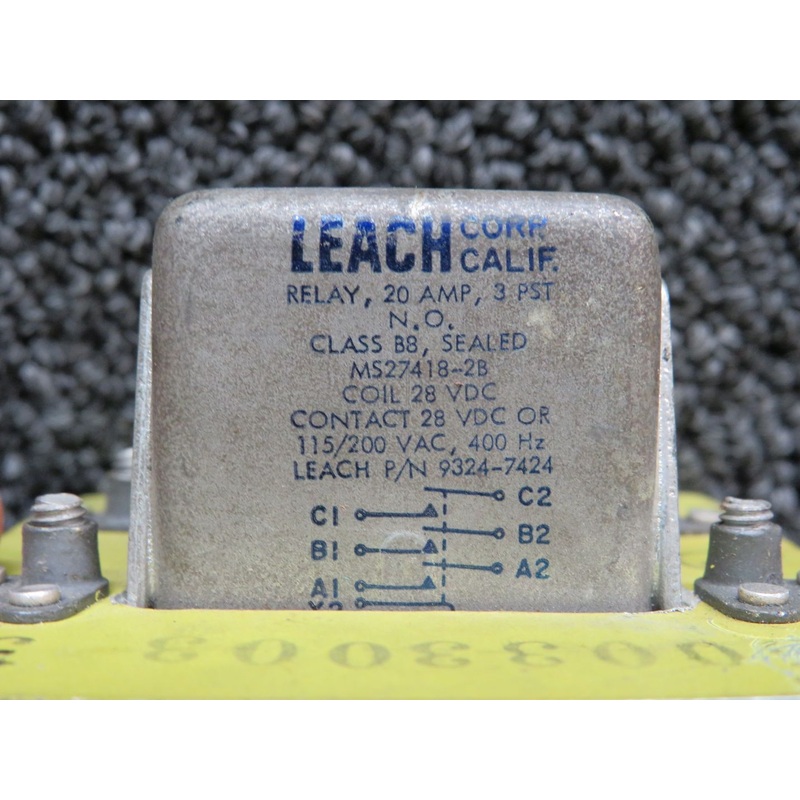 LEACH CORP.
CALIF.
RELAY, 20 AMP, 3 PST
N.O.
CLASS B8, SEALED
MS27418-2B
COIL 28 VDC
CONTACT 28 VDC OR
115/200 VAC, 400 Hz
LEACH P/N 9324-7424
C1 C2
B1 B2
A1 A2
X2